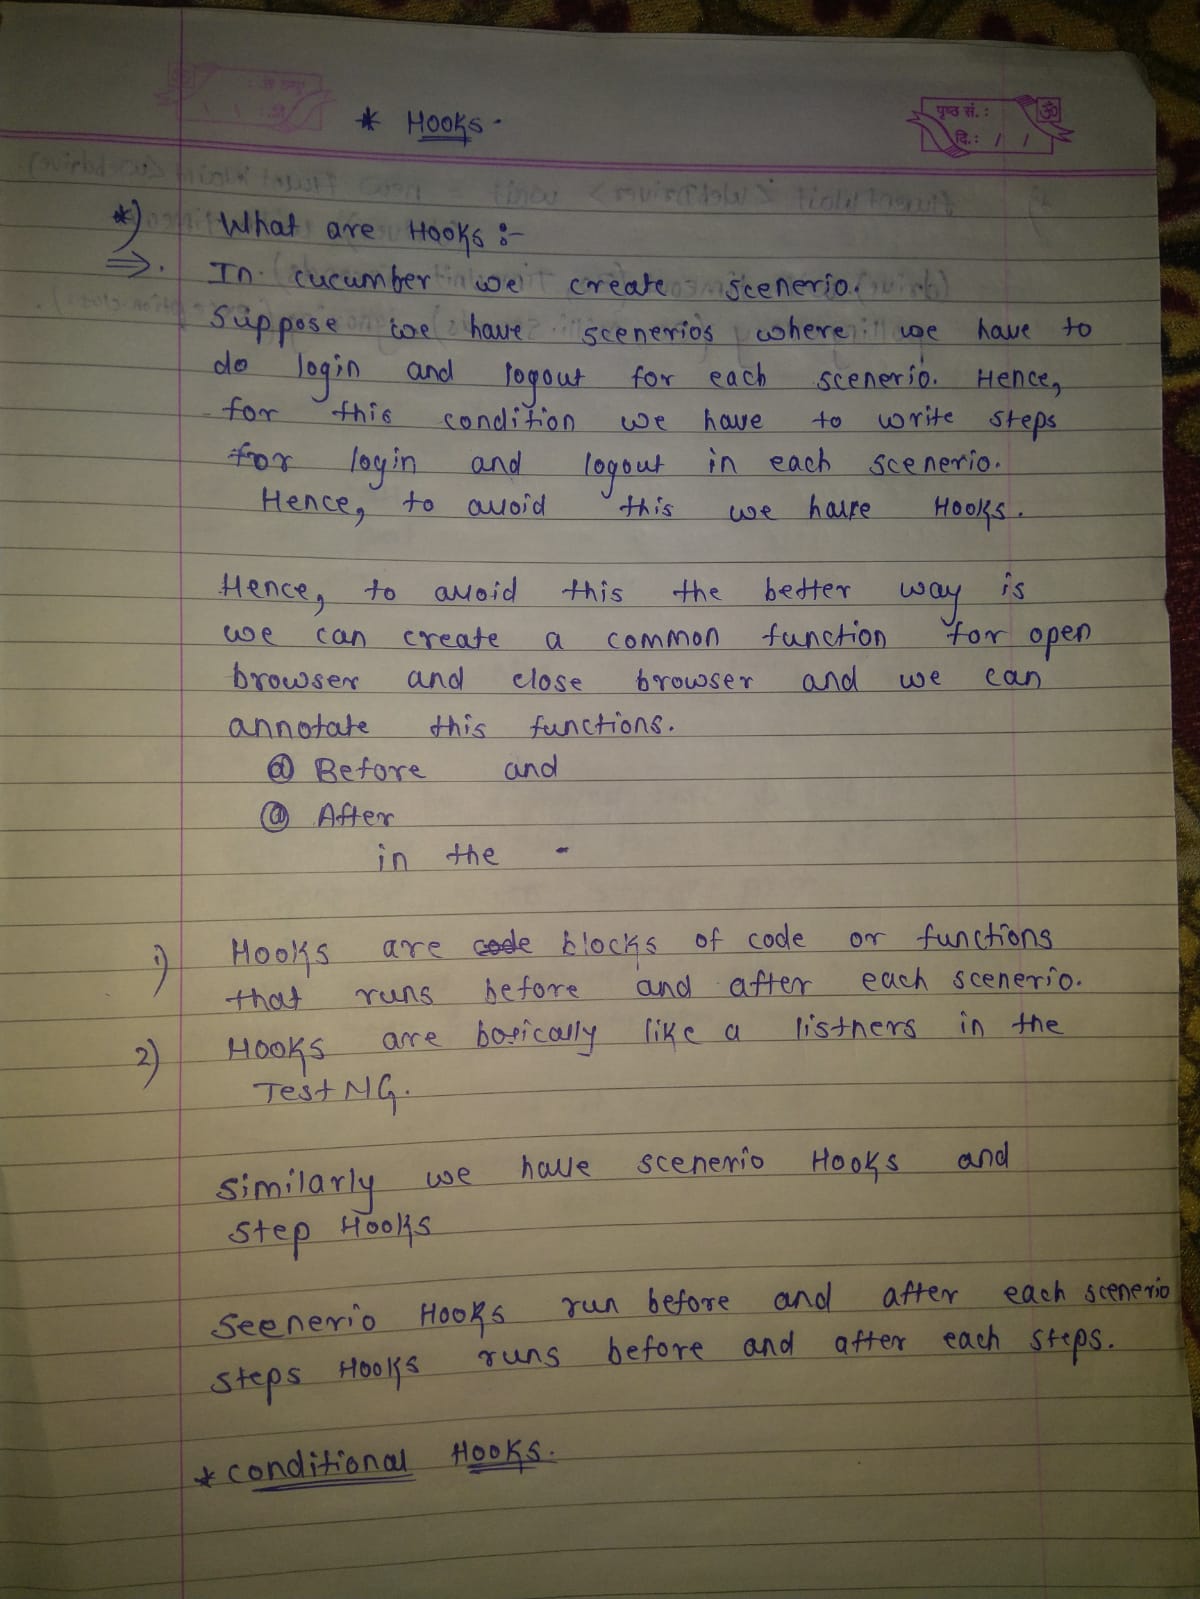 * Hooks.
पृष्ठ सं.:
दि.: / /
*) What are Hooks :-
⇒. In cucumber we create scenerio.
Suppose we have scenerios where we have to
do login and logout for each scenerio. Hence,
for this condition we have to write steps
for login and logout in each scenerio.
Hence, to avoid this we have Hooks.
Hence, to avoid this the better way is
we can create a common function for open
browser and close browser and we can
annotate this functions.
@ Before and
@ After
in the -
1) Hooks are code blocks of code or functions
that runs before and after each scenerio.
2) Hooks are basically like a listners in the
TestNG.
Similarly we have scenerio Hooks and
step Hooks
Seenerio Hooks run before and after each scenerio
steps Hooks runs before and after each steps.
* conditional Hooks.